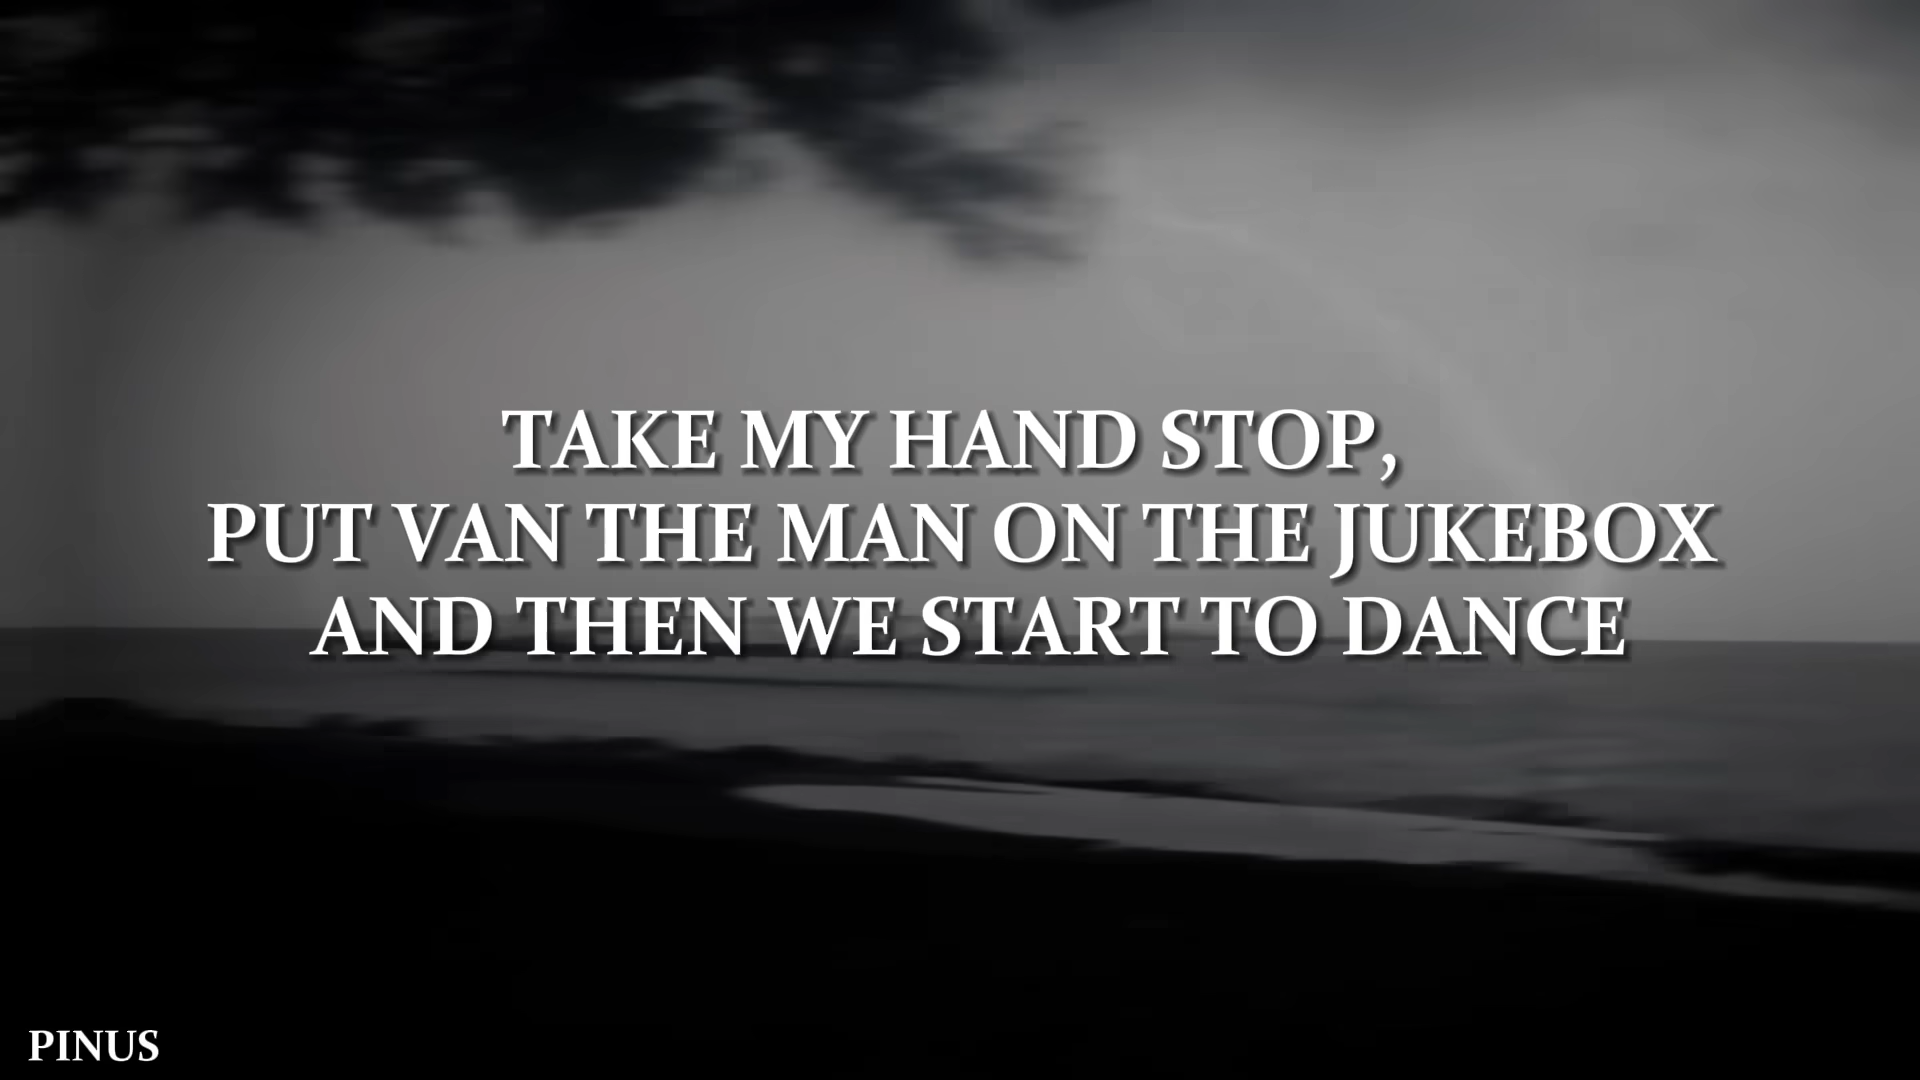 TAKE MY HAND STOP,
PUT VAN THE MAN ON THE JUKEBOX
AND THEN WE START TO DANCE
PINUS